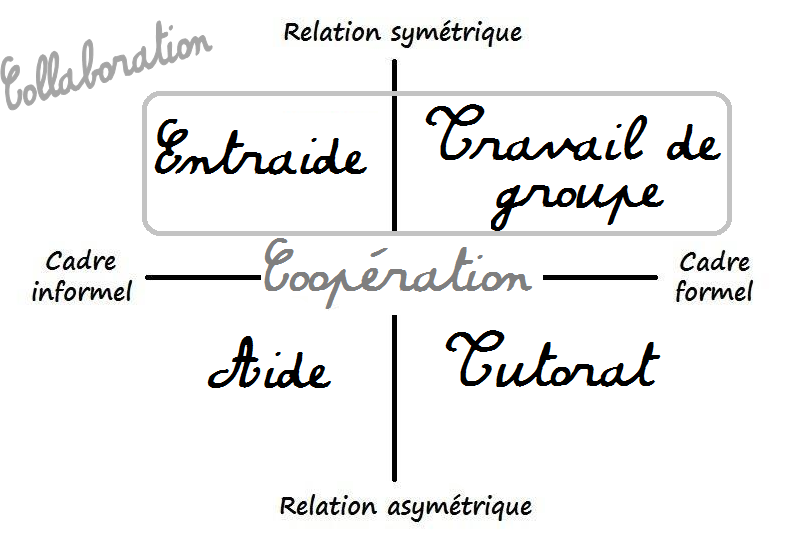 Collaboration
Relation symétrique
Entraide
Travail de
groupe
Cadre
informel
Coopération
Cadre
formel
Aide
Tutorat
Relation asymétrique